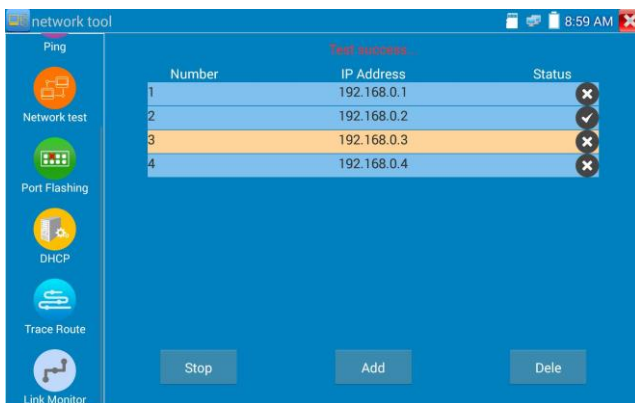 network tool
8:59 AM
Ping
Network test
Port Flashing
DHCP
Trace Route
Link Monitor
Test success...
Number IP Address Status
1 192.168.0.1
2 192.168.0.2
3 192.168.0.3
4 192.168.0.4
Stop Add Dele